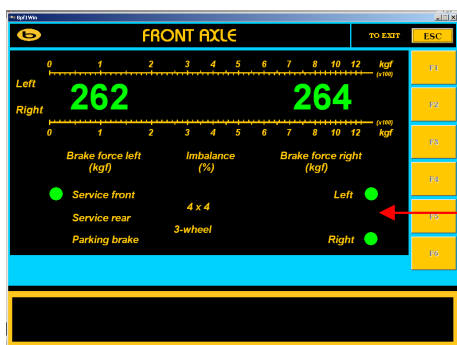 Bpf1Win
FRONT AXLE
TO EXIT
ESC
0 1 2 3 4 5 6 7 8 10 12 kgf
(x100)
Left
262
264
Right
(x100)
0 1 2 3 4 5 6 7 8 10 12 kgf
Brake force left
(kgf)
Imbalance
(%)
Brake force right
(kgf)
Service front
Left
4 x 4
Service rear
3-wheel
Parking brake
Right
F1
F2
F3
F4
F5
F6